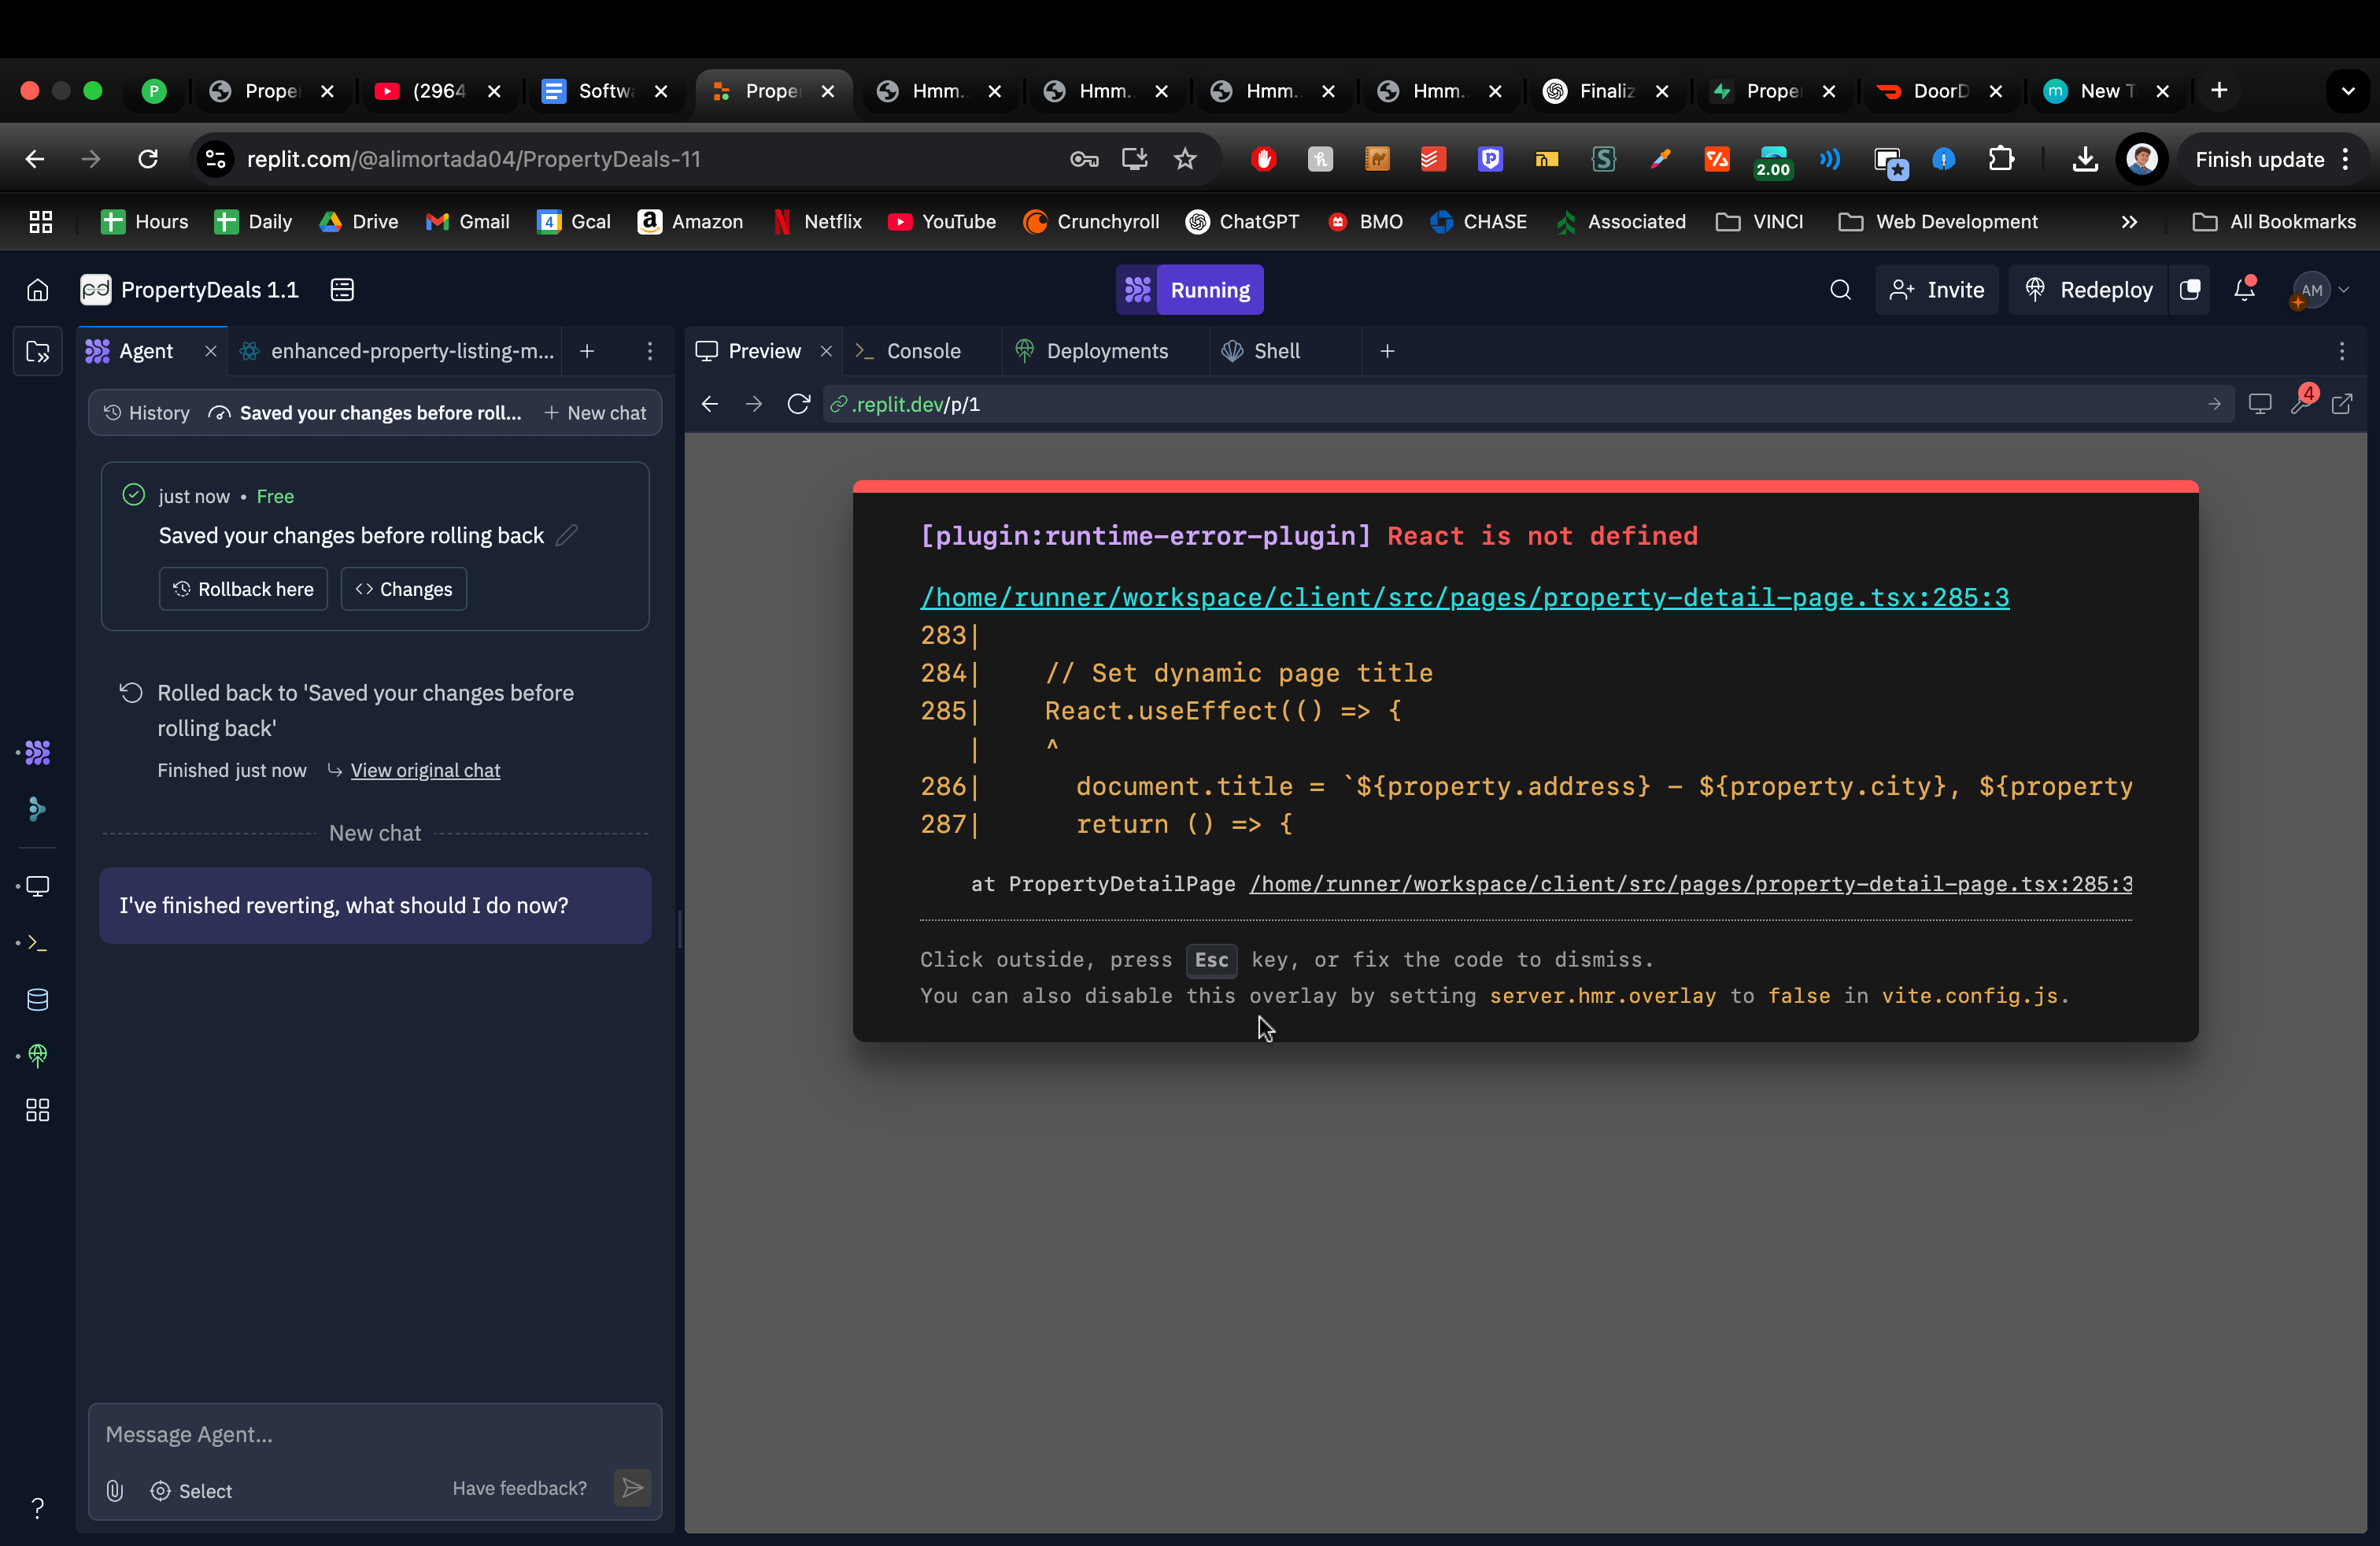 P
Prope
(2964
Softwa
Prope
Hmm.
Hmm.
Hmm.
Hmm.
Finaliz
Prope
DoorD
m
New T
replit.com/@alimortada04/PropertyDeals-11
2.00
Finish update
Hours
Daily
Drive
Gmail
4
Gcal
Amazon
Netflix
YouTube
Crunchyroll
ChatGPT
BMO
CHASE
Associated
VINCI
Web Development
All Bookmarks
pd
PropertyDeals 1.1
Running
Invite
Redeploy
AM
Agent
enhanced-property-listing-m...
Preview
Console
Deployments
Shell
History
Saved your changes before roll...
New chat
.replit.dev/p/1
4
just now • Free
Saved your changes before rolling back
Rollback here
Changes
Rolled back to 'Saved your changes before
rolling back'
Finished just now
View original chat
New chat
I've finished reverting, what should I do now?
Message Agent...
Select
Have feedback?
?
[plugin:runtime-error-plugin] React is not defined
/home/runner/workspace/client/src/pages/property-detail-page.tsx:285:3
283|
284|    // Set dynamic page title
285|    React.useEffect(() => {
   |    ^
286|      document.title = `${property.address} - ${property.city}, ${property
287|      return () => {
at PropertyDetailPage /home/runner/workspace/client/src/pages/property-detail-page.tsx:285:3
Click outside, press Esc key, or fix the code to dismiss.
You can also disable this overlay by setting server.hmr.overlay to false in vite.config.js.